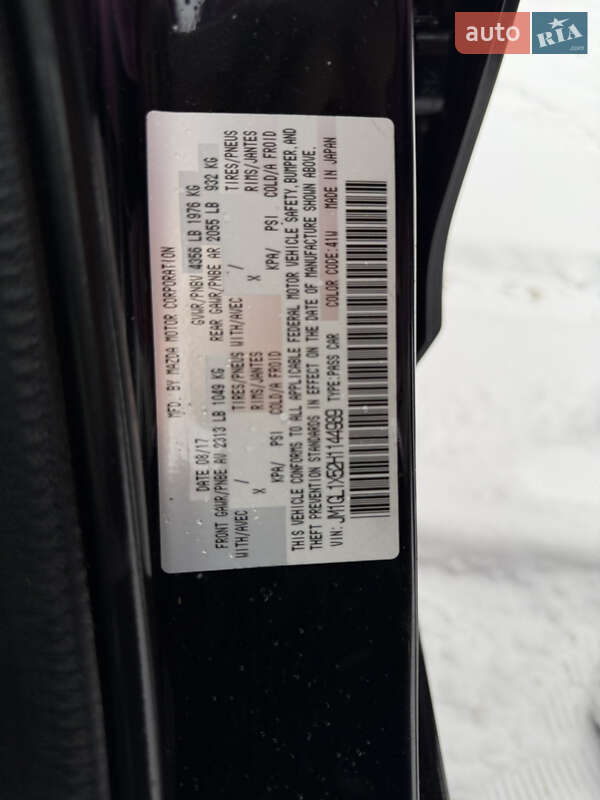 auto RIA.com
MFD. BY MAZDA MOTOR CORPORATION
DATE 08/17 GVWR/PNBV 4356 LB 1976 KG
FRONT GAWR/PNBE AV 2313 LB 1049 KG REAR GAWR/PNBE AR 2055 LB 932 KG
WITH/AVEC TIRES/PNEUS WITH/AVEC TIRES/PNEUS
X RIMS/JANTES X RIMS/JANTES
KPA/ PSI COLD/A FROID KPA/ PSI COLD/A FROID
THIS VEHICLE CONFORMS TO ALL APPLICABLE FEDERAL MOTOR VEHICLE SAFETY, BUMPER, AND
THEFT PREVENTION STANDARDS IN EFFECT ON THE DATE OF MANUFACTURE SHOWN ABOVE.
VIN: JM1GL1X52H1144989 TYPE:PASS CAR COLOR CODE:41W MADE IN JAPAN